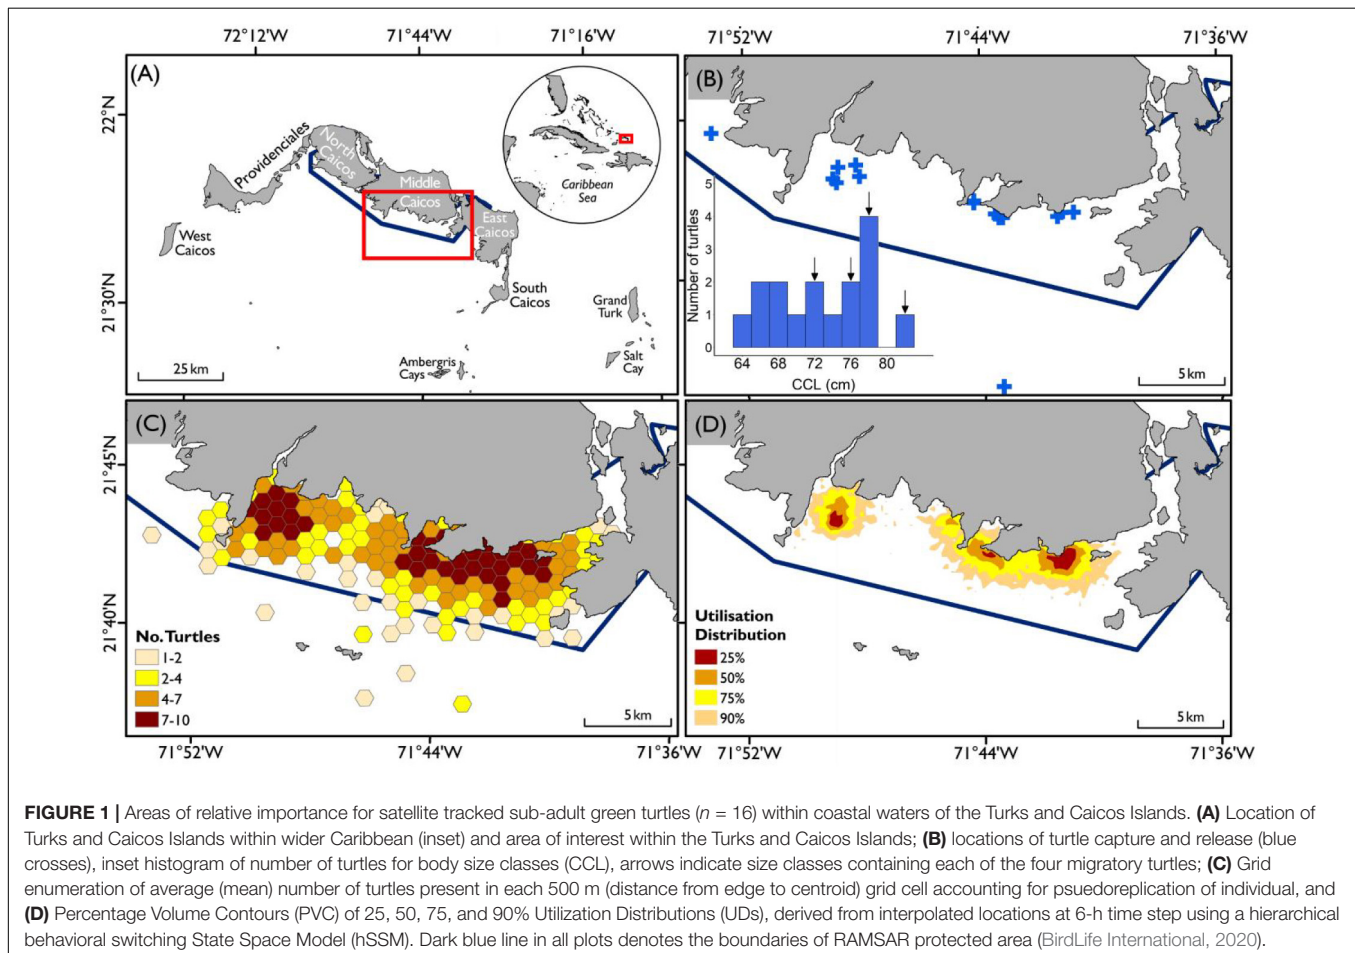 72°12'W 71°44'W 71°16'W 71°52'W 71°44'W 71°36'W
(A)
22°N
21°30'N
Providenciales
North
Caicos
Middle
Caicos
East
Caicos
West
Caicos
South
Caicos
Grand
Turk
Salt
Cay
Ambergris
Cays
Caribbean
Sea
25 km
(B)
Number of turtles
5
4
3
2
1
0
64 68 72 76 80
CCL (cm)
5 km
(C)
21°45'N
21°40'N
No. Turtles
1-2
2-4
4-7
7-10
5 km
(D)
Utilisation
Distribution
25%
50%
75%
90%
5 km
71°52'W 71°44'W 71°36'W 71°52'W 71°44'W 71°36'W
FIGURE 1 | Areas of relative importance for satellite tracked sub-adult green turtles (n = 16) within coastal waters of the Turks and Caicos Islands. (A) Location of
Turks and Caicos Islands within wider Caribbean (inset) and area of interest within the Turks and Caicos Islands; (B) locations of turtle capture and release (blue
crosses), inset histogram of number of turtles for body size classes (CCL), arrows indicate size classes containing each of the four migratory turtles; (C) Grid
enumeration of average (mean) number of turtles present in each 500 m (distance from edge to centroid) grid cell accounting for psuedoreplication of individual, and
(D) Percentage Volume Contours (PVC) of 25, 50, 75, and 90% Utilization Distributions (UDs), derived from interpolated locations at 6-h time step using a hierarchical
behavioral switching State Space Model (hSSM). Dark blue line in all plots denotes the boundaries of RAMSAR protected area (BirdLife International, 2020).